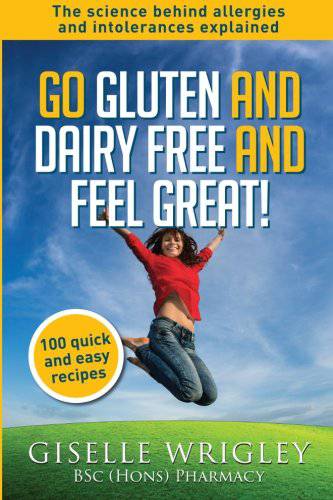 The science behind allergies
and intolerances explained
GO GLUTEN AND
DAIRY FREE AND
FEEL GREAT!
100 quick
and easy
recipes
GISELLE WRIGLEY
BSC (HONS) PHARMACY